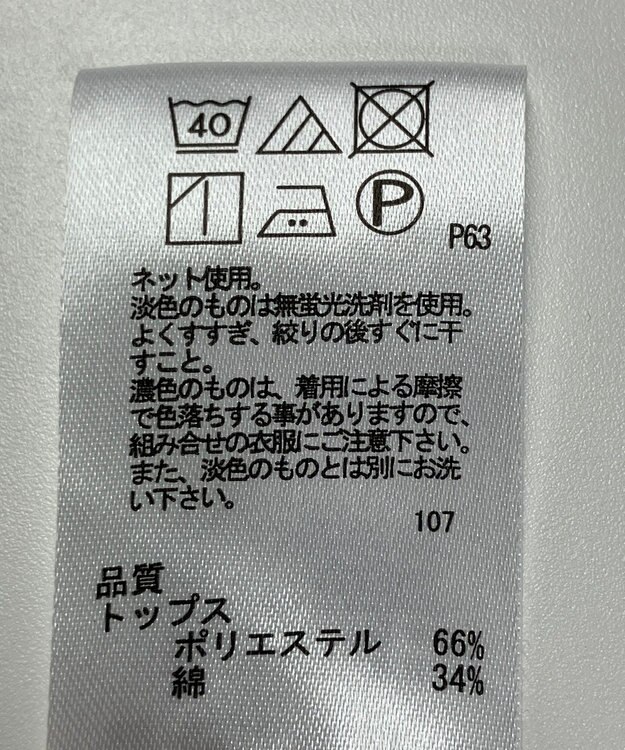 40
P
P63
ネット使用。
淡色のものは無蛍光洗剤を使用。
よくすすぎ、絞りの後すぐに干
すこと。
濃色のものは、着用による摩擦
で色落ちする事がありますので、
組み合せの衣服にご注意下さい。
また、淡色のものとは別にお洗
い下さい。
107
品質
トップス
ポリエステル 66%
綿 34%